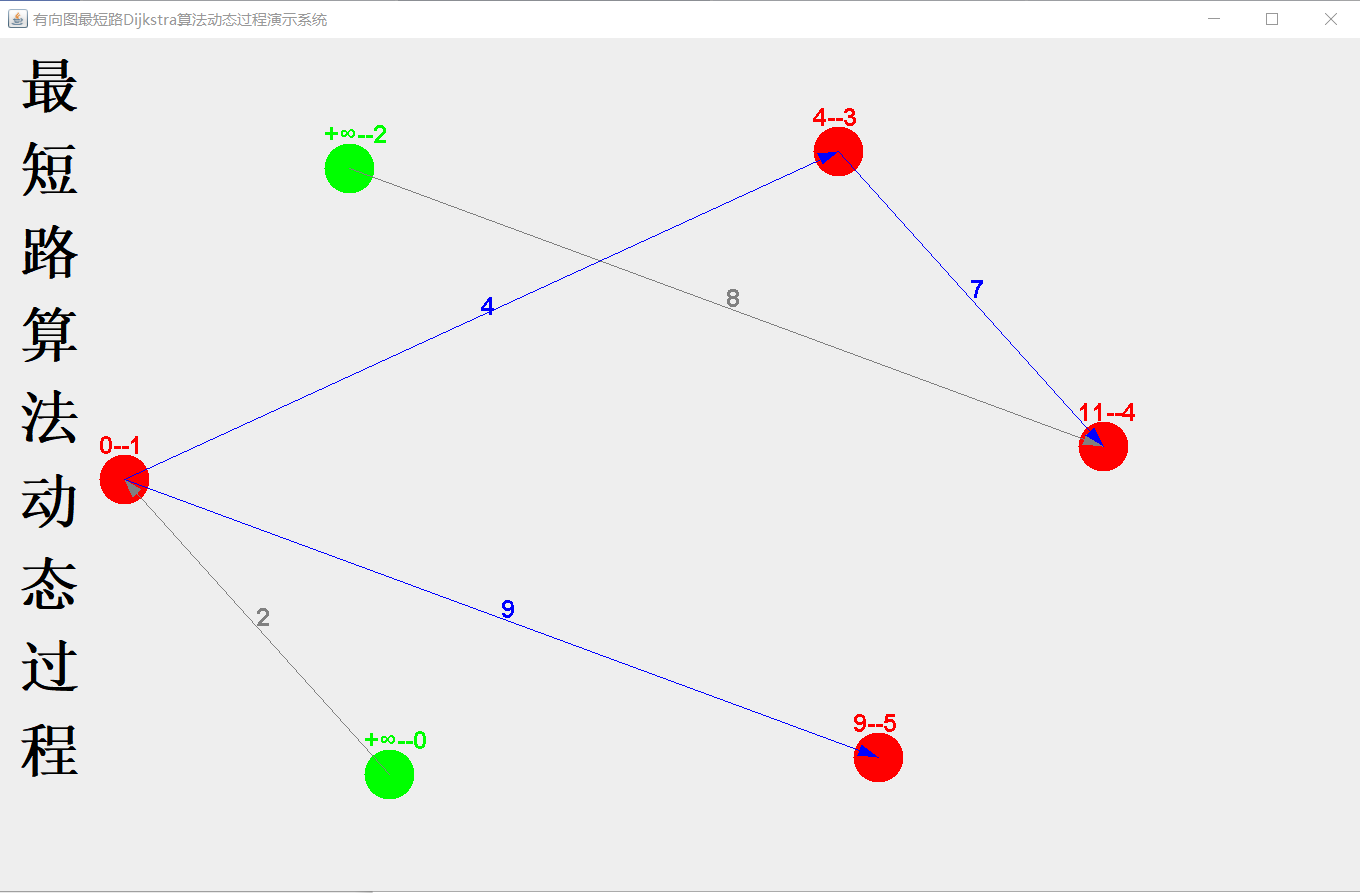 有向图最短路Dijkstra算法动态过程演示系统
最
短
路
算
法
动
态
过
程
+∞--2
4--3
8
7
4
11--4
0--1
9
2
9--5
+∞--0